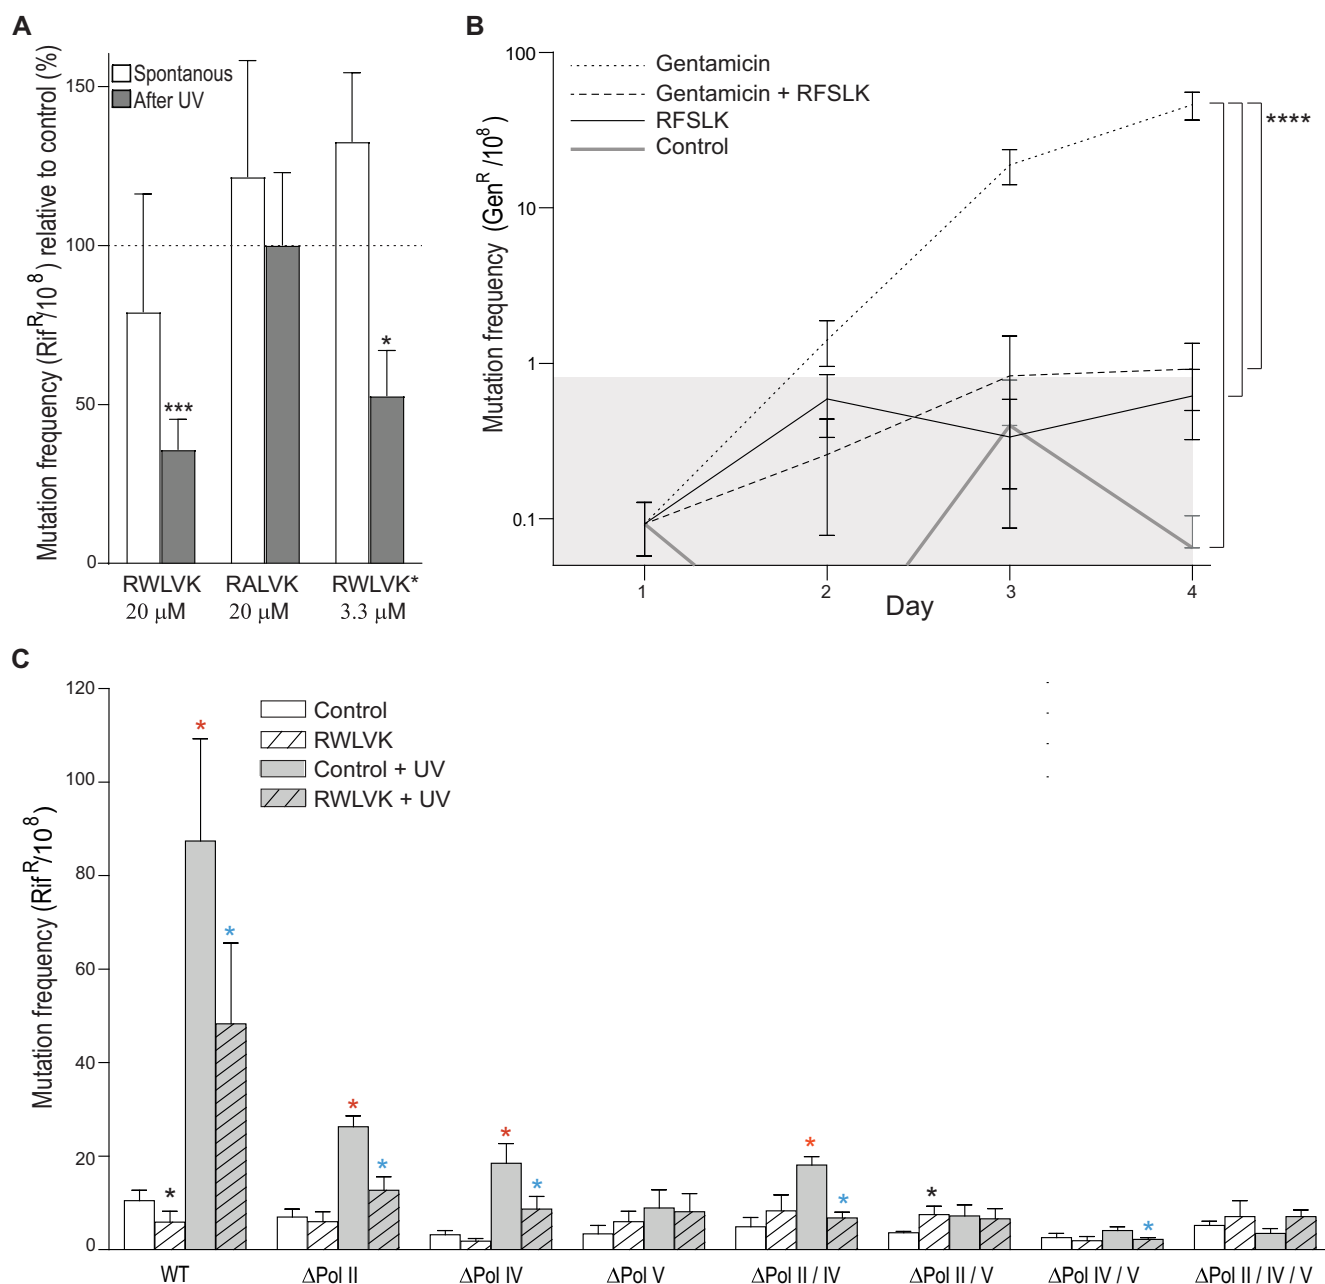 A
Mutation frequency (Rif^R/10^8) relative to control (%)
150
100
50
0
Spontanous
After UV
***
*
RWLVK RALVK RWLVK*
20 µM 20 µM 3.3 µM
B
Mutation frequency (Gen^R /10^8)
100
10
1
0.1
Gentamicin
Gentamicin + RFSLK
RFSLK
Control
****
1 2 3 4
Day
C
Mutation frequency (Rif^R/10^8)
120
100
80
60
40
20
0
Control
RWLVK
Control + UV
RWLVK + UV
* * *
* *
* *
* *
*
*
WT ΔPol II ΔPol IV ΔPol V ΔPol II / IV ΔPol II / V ΔPol IV / V ΔPol II / IV / V